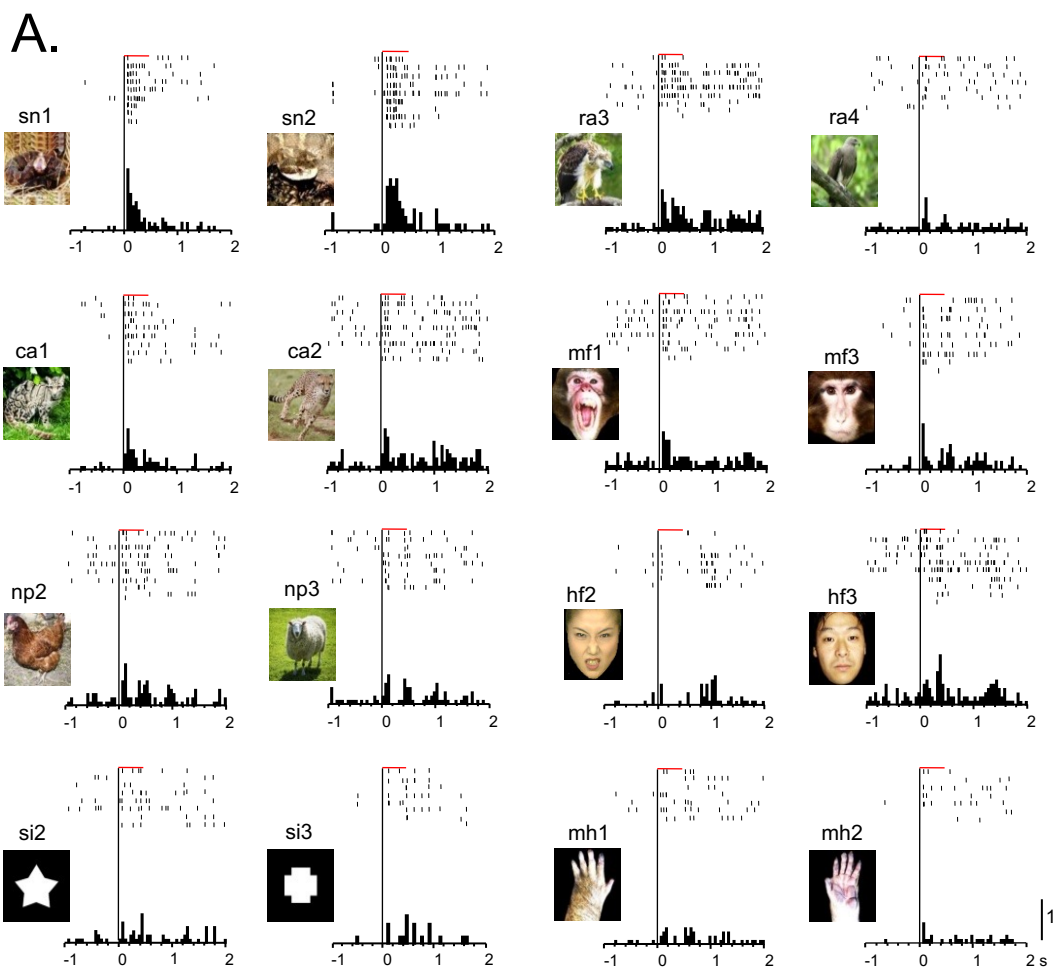 A.
sn1 sn2 ra3 ra4
-1 0 1 2 -1 0 1 2 -1 0 1 2 -1 0 1 2
ca1 ca2 mf1 mf3
-1 0 1 2 -1 0 1 2 -1 0 1 2 -1 0 1 2
np2 np3 hf2 hf3
-1 0 1 2 -1 0 1 2 -1 0 1 2 -1 0 1 2
si2 si3 mh1 mh2
1
-1 0 1 2 -1 0 1 2 -1 0 1 2 -1 0 1 2 s